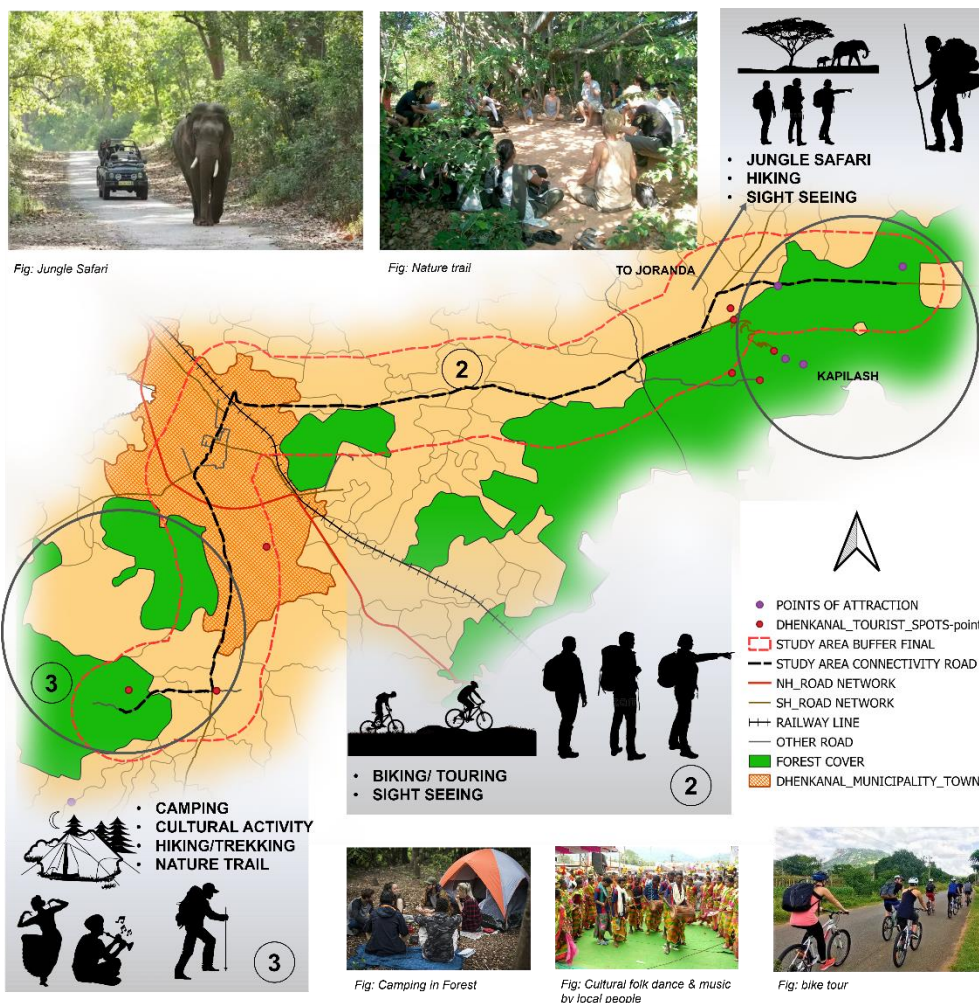 • JUNGLE SAFARI
• HIKING
• SIGHT SEEING
Fig: Jungle Safari
Fig: Nature trail
TO JORANDA
2
KAPILASH
3
POINTS OF ATTRACTION
DHENKANAL_TOURIST_SPOTS-point
STUDY AREA BUFFER FINAL
STUDY AREA CONNECTIVITY ROAD
NH_ROAD NETWORK
SH_ROAD NETWORK
RAILWAY LINE
OTHER ROAD
FOREST COVER
DHENKANAL_MUNICIPALITY_TOWN
• BIKING/ TOURING
• SIGHT SEEING
2
• CAMPING
• CULTURAL ACTIVITY
• HIKING/TREKKING
• NATURE TRAIL
3
Fig: Camping in Forest
Fig: Cultural folk dance & music
by local people
Fig: bike tour